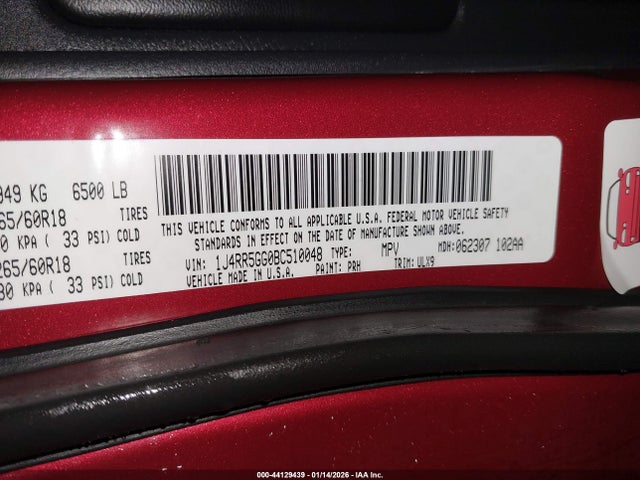 949 KG 6500 LB
265/60R18 TIRES
0 KPA ( 33 PSI) COLD
265/60R18 TIRES
30 KPA ( 33 PSI) COLD
THIS VEHICLE CONFORMS TO ALL APPLICABLE U.S.A. FEDERAL MOTOR VEHICLE SAFETY
STANDARDS IN EFFECT ON THE DATE OF MANUFACTURE SHOWN ABOVE.
VIN: 1J4RR5GG0BC510048 TYPE: MPV MDH: 062307 102AA
VEHICLE MADE IN U.S.A. PAINT: PRH TRIM: VLX9
000-44129439 - 01/14/2026 - IAA Inc.